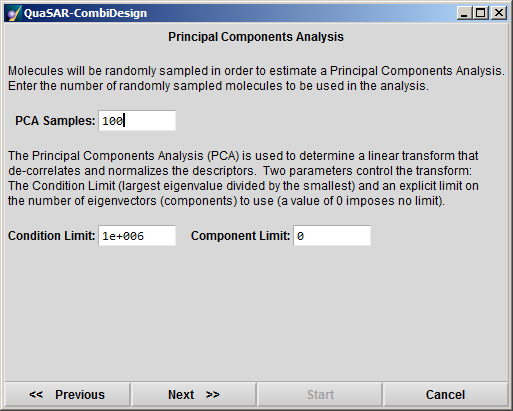 QuaSAR-CombiDesign
Principal Components Analysis
Molecules will be randomly sampled in order to estimate a Principal Components Analysis.
Enter the number of randomly sampled molecules to be used in the analysis.
PCA Samples: 100
The Principal Components Analysis (PCA) is used to determine a linear transform that
de-correlates and normalizes the descriptors.  Two parameters control the transform:
The Condition Limit (largest eigenvalue divided by the smallest) and an explicit limit on
the number of eigenvectors (components) to use (a value of 0 imposes no limit).
Condition Limit: 1e+006 Component Limit: 0
<< Previous Next >> Start Cancel